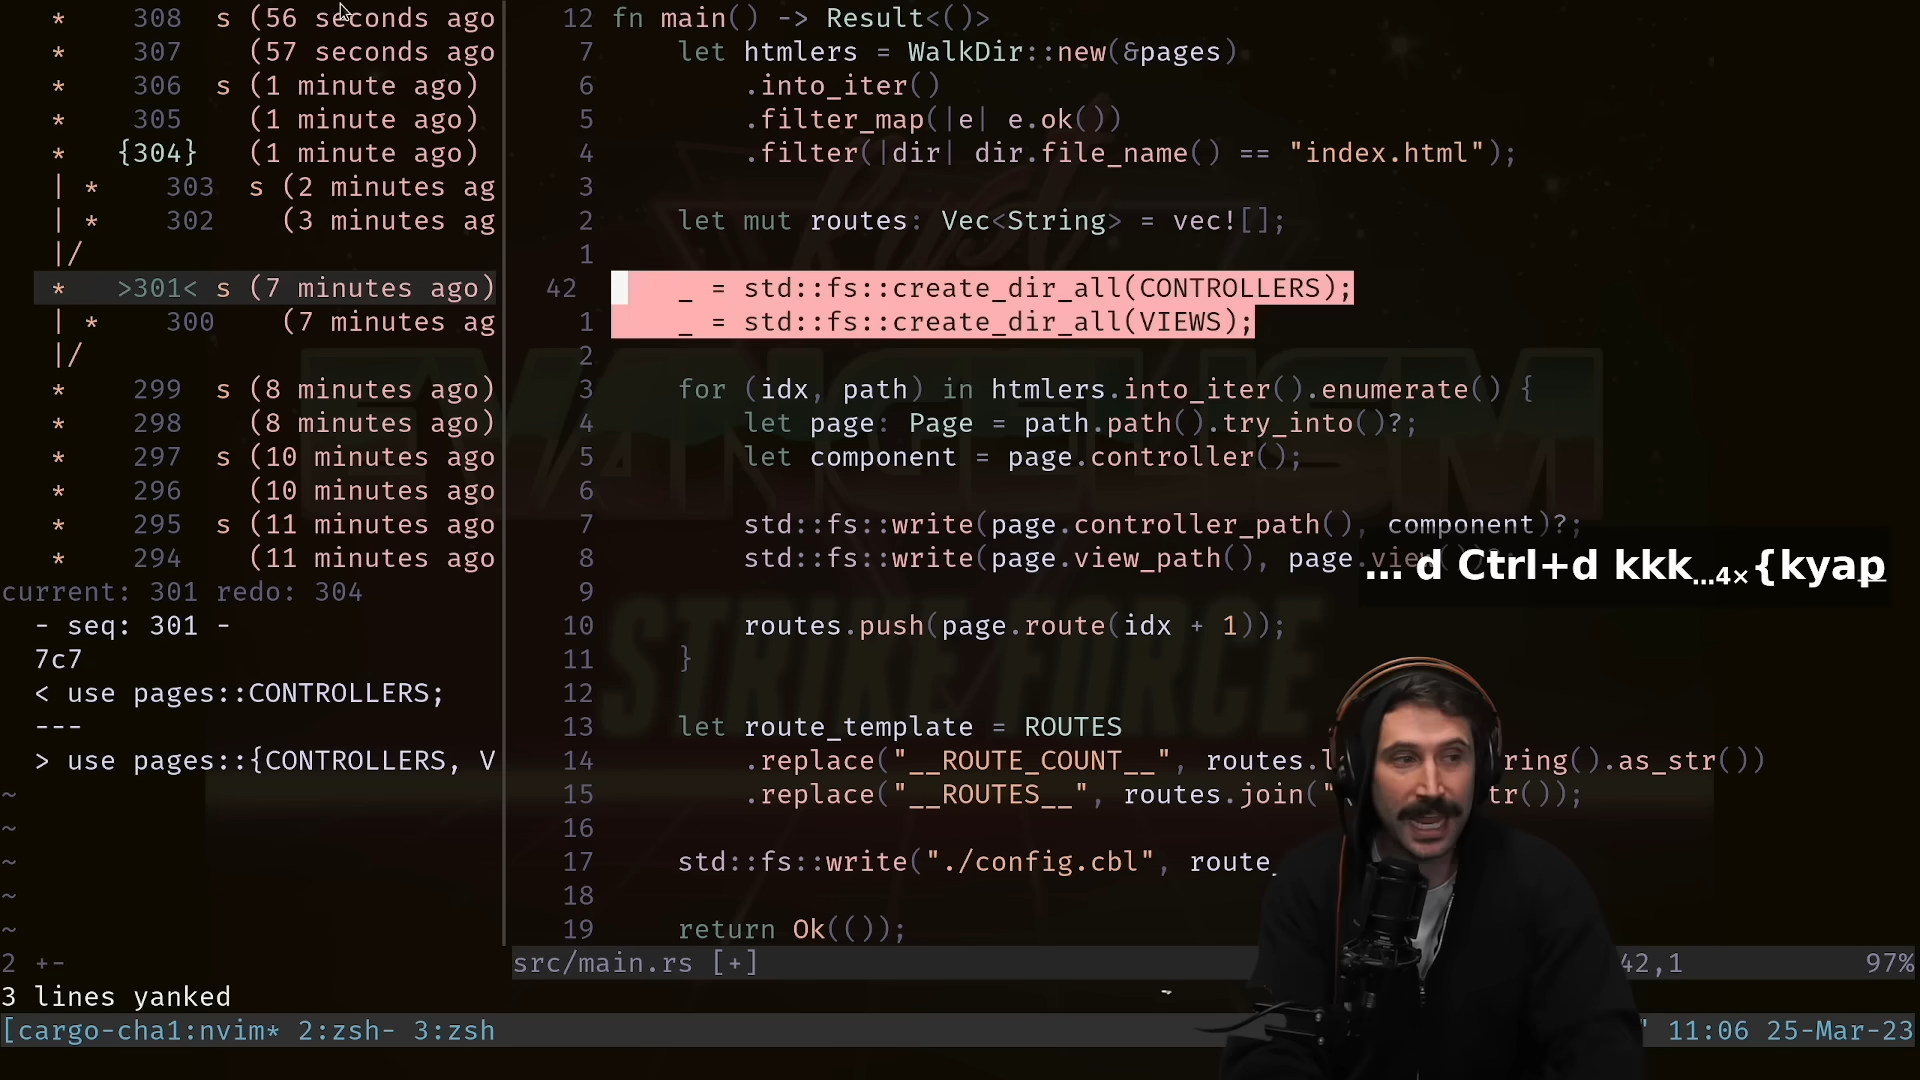 * 308 s (56 seconds ago
* 307 (57 seconds ago
* 306 s (1 minute ago)
* 305 (1 minute ago)
* {304} (1 minute ago)
| * 303 s (2 minutes ag
| * 302 (3 minutes ag
|/
* >301< s (7 minutes ago)
| * 300 (7 minutes ag
|/
* 299 s (8 minutes ago)
* 298 (8 minutes ago)
* 297 s (10 minutes ago
* 296 (10 minutes ago
* 295 s (11 minutes ago
* 294 (11 minutes ago
current: 301 redo: 304
- seq: 301 -
7c7
< use pages::CONTROLLERS;
---
> use pages::{CONTROLLERS, V
~
~
~
~
~
2 +-
12 fn main() -> Result<()>
7 let htmlers = WalkDir::new(&pages)
6 .into_iter()
5 .filter_map(|e| e.ok())
4 .filter(|dir| dir.file_name() == "index.html");
3
2 let mut routes: Vec<String> = vec![];
1
42 _ = std::fs::create_dir_all(CONTROLLERS);
1 _ = std::fs::create_dir_all(VIEWS);
2
3 for (idx, path) in htmlers.into_iter().enumerate() {
4 let page: Page = path.path().try_into()?;
5 let component = page.controller();
6
7 std::fs::write(page.controller_path(), component)?;
8 std::fs::write(page.view_path(), page.view
9
10 routes.push(page.route(idx + 1));
11 }
12
13 let route_template = ROUTES
14 .replace("__ROUTE_COUNT__", routes.l ring().as_str())
15 .replace("__ROUTES__", routes.join(" tr());
16
17 std::fs::write("./config.cbl", route_
18
19 return Ok(());
... d Ctrl+d kkk...4×{kyap
STRIKE FORCE
src/main.rs [+] 42,1 97%
3 lines yanked
[cargo-cha1:nvim* 2:zsh- 3:zsh " 11:06 25-Mar-23